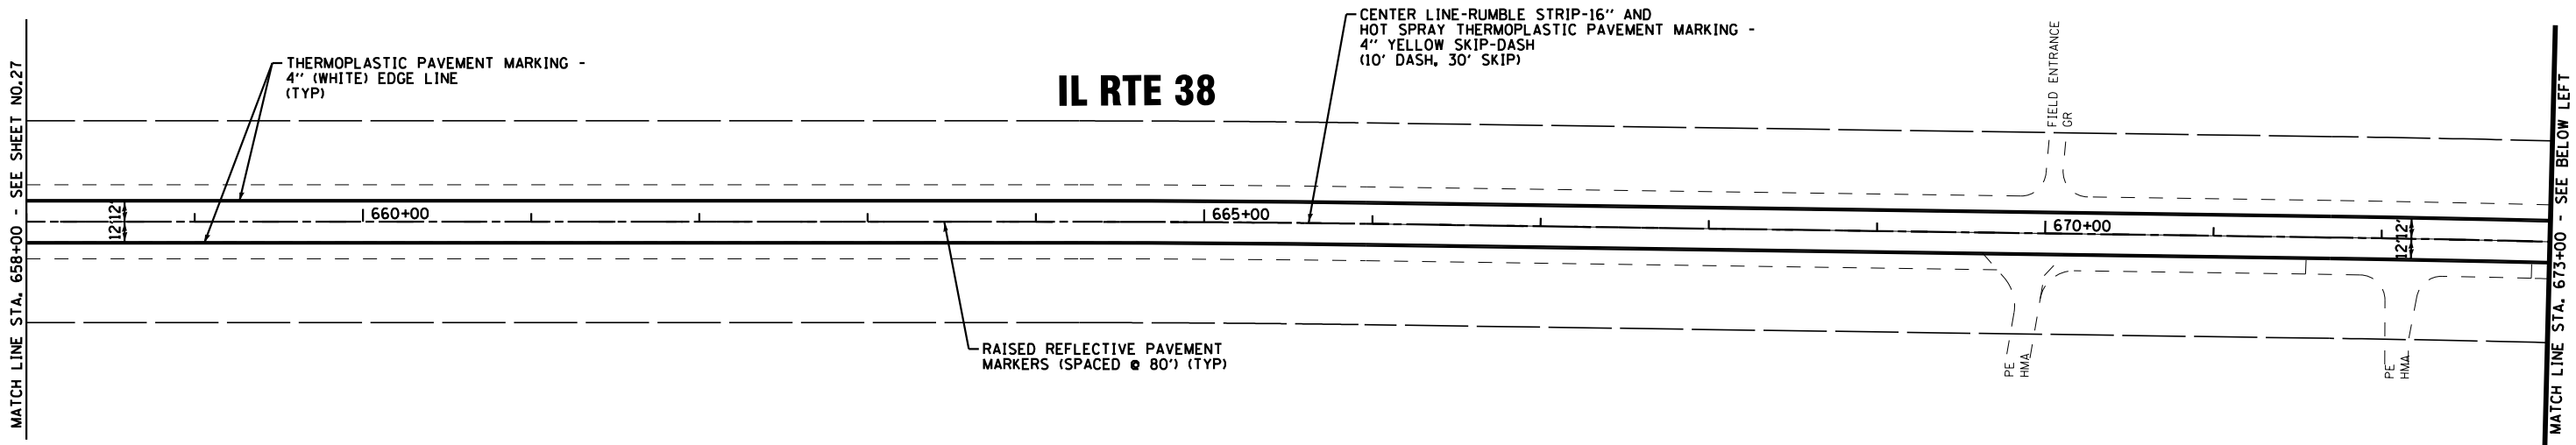 MATCH LINE STA. 658+00 - SEE SHEET NO.27
THERMOPLASTIC PAVEMENT MARKING -
4" (WHITE) EDGE LINE
(TYP)
IL RTE 38
CENTER LINE-RUMBLE STRIP-16" AND
HOT SPRAY THERMOPLASTIC PAVEMENT MARKING -
4" YELLOW SKIP-DASH
(10' DASH, 30' SKIP)
FIELD ENTRANCE
GR
12'
12'
660+00
665+00
670+00
12'
12'
RAISED REFLECTIVE PAVEMENT
MARKERS (SPACED @ 80') (TYP)
PE
HMA
PE
HMA
MATCH LINE STA. 673+00 - SEE BELOW LEFT